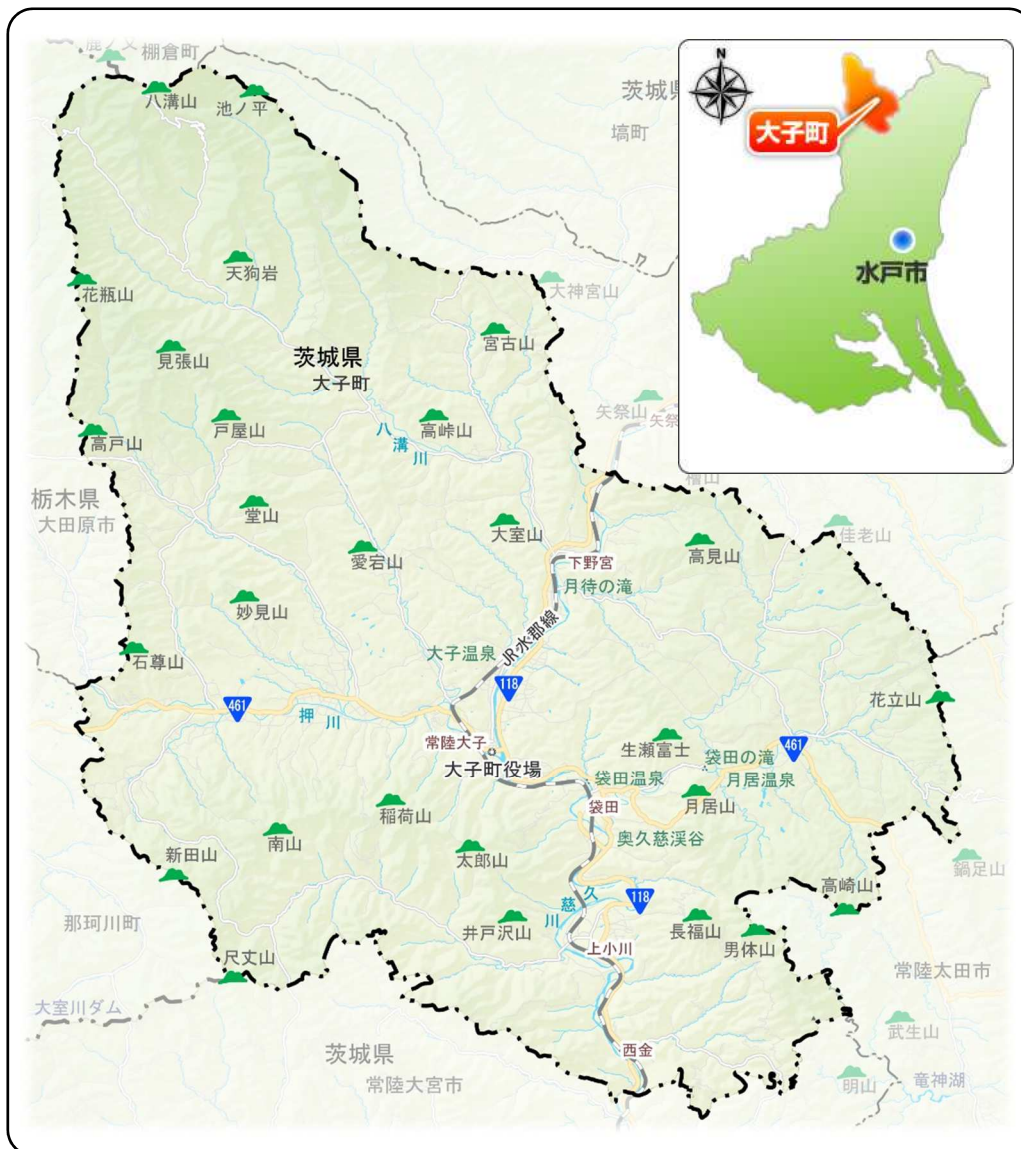 棚倉町
八溝山
池ノ平
茨城県
塙町
N
大子町
水戸市
天狗岩
花瓶山
大神宮山
宮古山
見張山
茨城県
大子町
矢祭山
矢祭
戸屋山
高峠山
八溝川
高戸山
栃木県
大田原市
檜山
堂山
大室山
佳老山
愛宕山
高見山
下野宮
月待の滝
妙見山
JR水郡線
大子温泉
石尊山
118
461
押川
花立山
常陸大子
大子町役場
生瀬富士
袋田の滝
461
月居温泉
袋田温泉
月居山
袋田
稲荷山
南山
奥久慈渓谷
太郎山
新田山
鍋足山
高崎山
118
久慈川
那珂川町
井戸沢山
長福山
男体山
上小川
尺丈山
常陸太田市
大室川ダム
武生山
西金
茨城県
常陸大宮市
明山
竜神湖